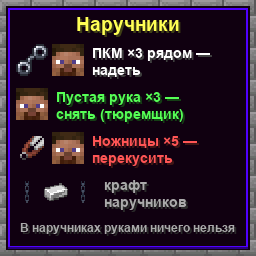 Наручники
ПКМ ×3 рядом —
надеть
Пустая рука ×3 —
снять (тюремщик)
Ножницы ×5 —
перекусить
крафт
наручников
В наручниках руками ничего нельзя